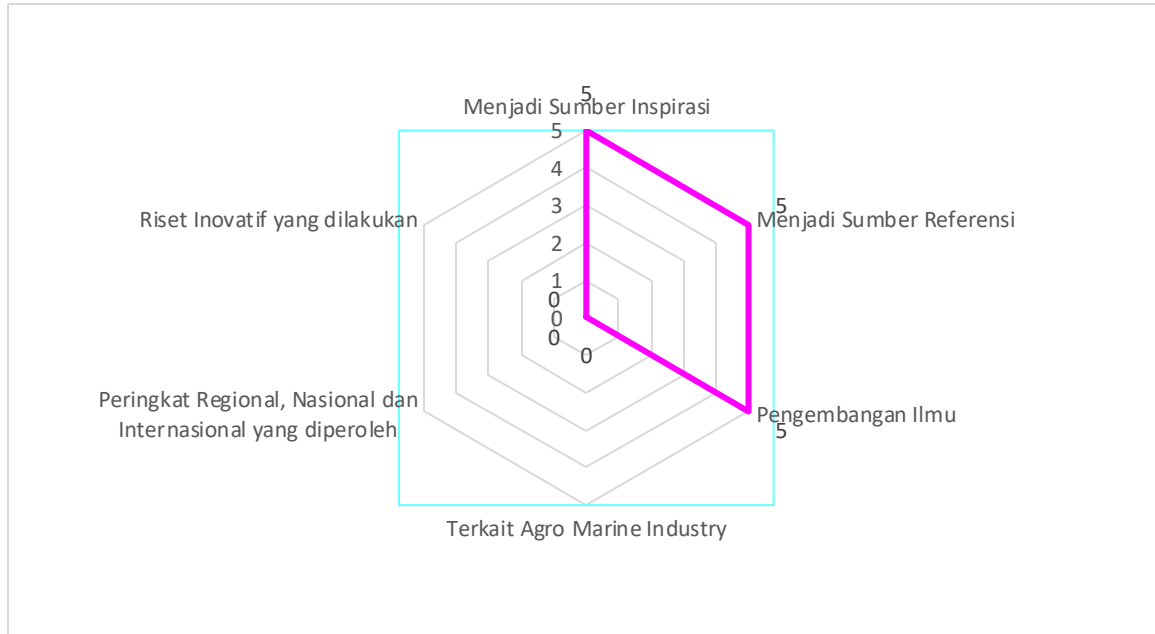 5
Menjadi Sumber Inspirasi
5
4
Riset Inovatif yang dilakukan
3
5
Menjadi Sumber Referensi
2
1
0
0
0
0
Peringkat Regional, Nasional dan
Internasional yang diperoleh
Pengembangan Ilmu
5
Terkait Agro Marine Industry